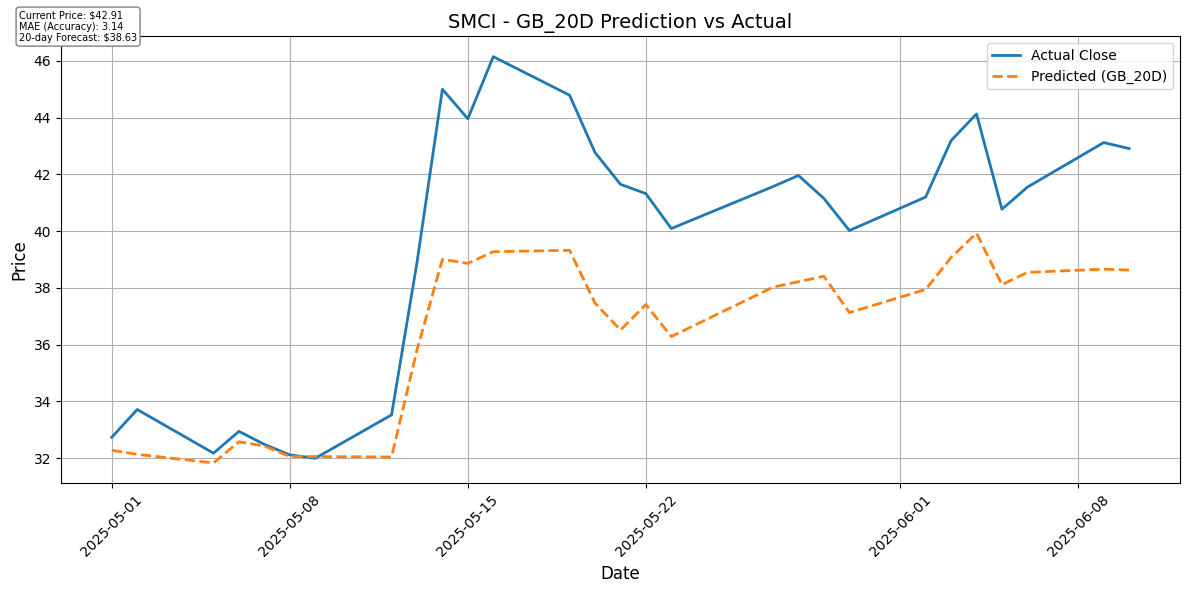 SMCI - GB_20D Prediction vs Actual
Current Price: $42.91
MAE (Accuracy): 3.14
20-day Forecast: $38.63
Actual Close
Predicted (GB_20D)
Price
46
44
42
40
38
36
34
32
2025-05-01
2025-05-08
2025-05-15
2025-05-22
2025-06-01
2025-06-08
Date